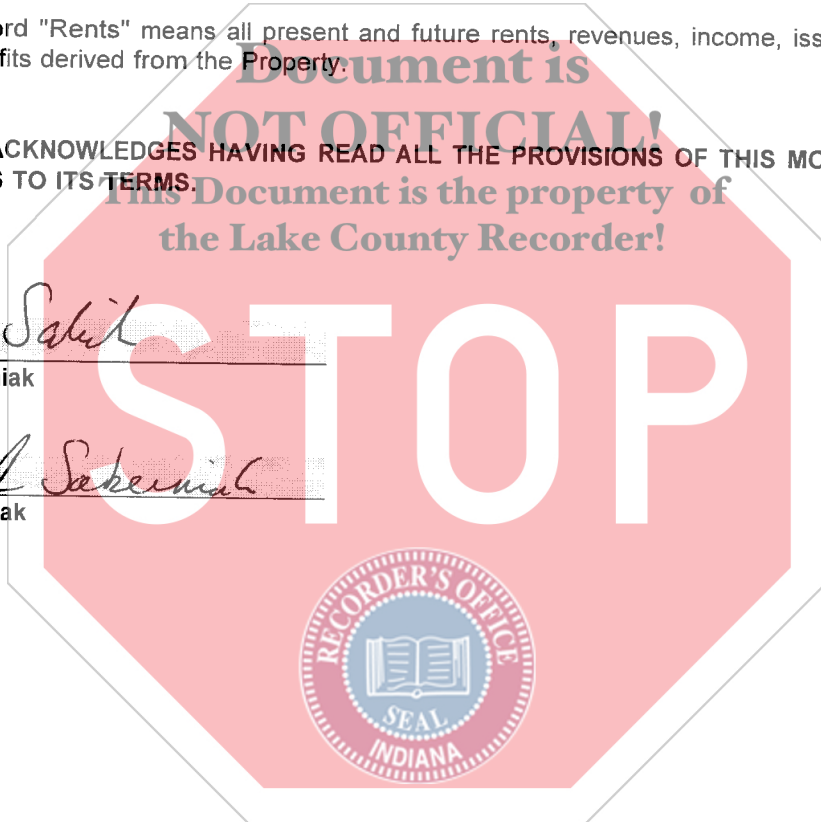 ord "Rents" means all present and future rents, revenues, income, iss
fits derived from the Property.
Document is
NOT OFFICIAL!
ACKNOWLEDGES HAVING READ ALL THE PROVISIONS OF THIS MO
S TO ITS TERMS.
This Document is the property of
the Lake County Recorder!
STOP
iak
ak
RECORDER'S OFFICE
SEAL
INDIANA